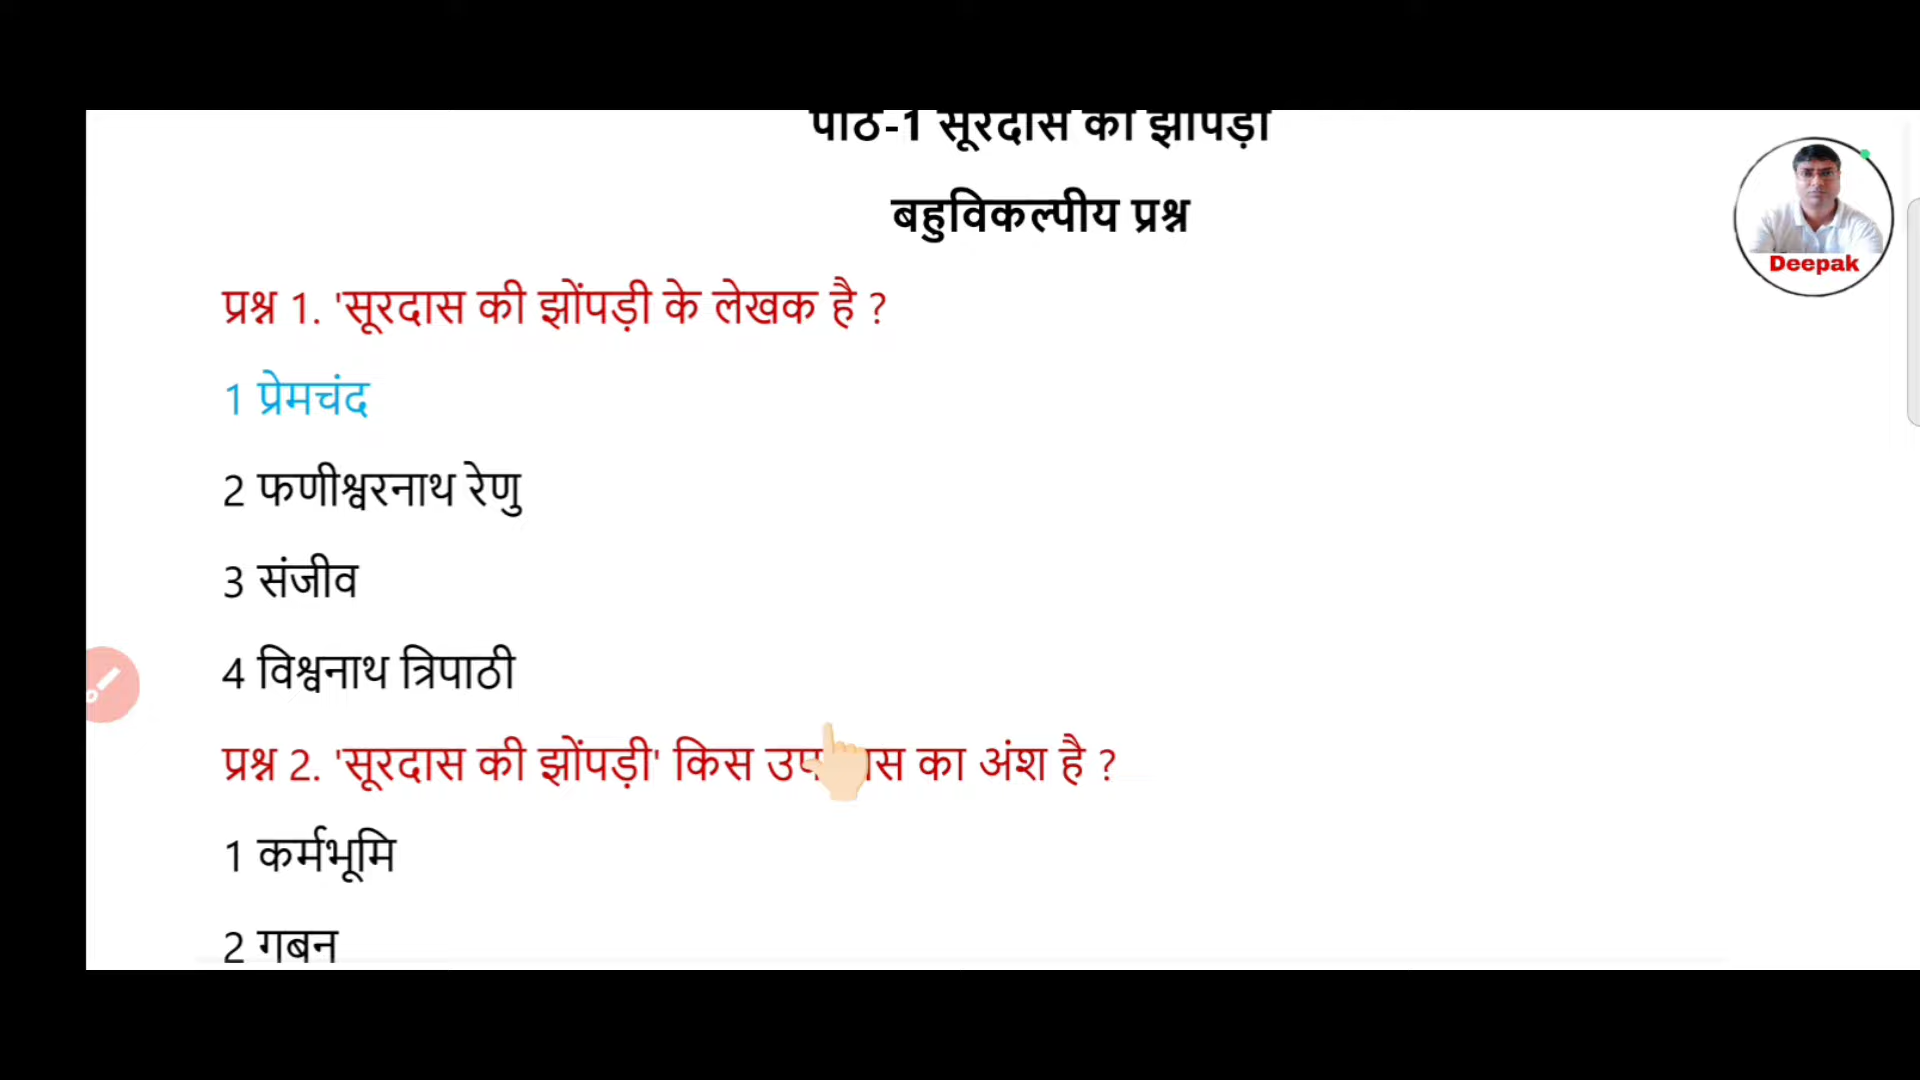 पाठ-1 सूरदास की झोंपड़ी
बहुविकल्पीय प्रश्न
Deepak
प्रश्न 1. 'सूरदास की झोंपड़ी के लेखक है ?
1 प्रेमचंद
2 फणीश्वरनाथ रेणु
3 संजीव
4 विश्वनाथ त्रिपाठी
प्रश्न 2. 'सूरदास की झोंपड़ी' किस का अंश है ?
1 कर्मभूमि
2 गबन